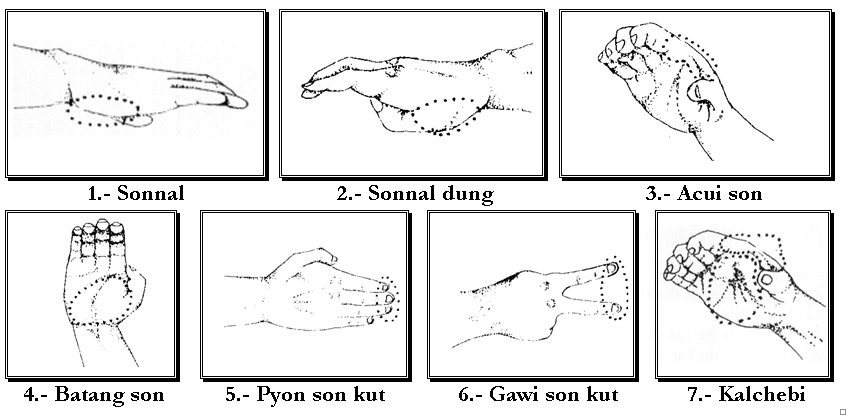 1.- Sonnal
2.- Sonnal dung
3.- Acui son
4.- Batang son
5.- Pyon son kut
6.- Gawi son kut
7.- Kalchebi